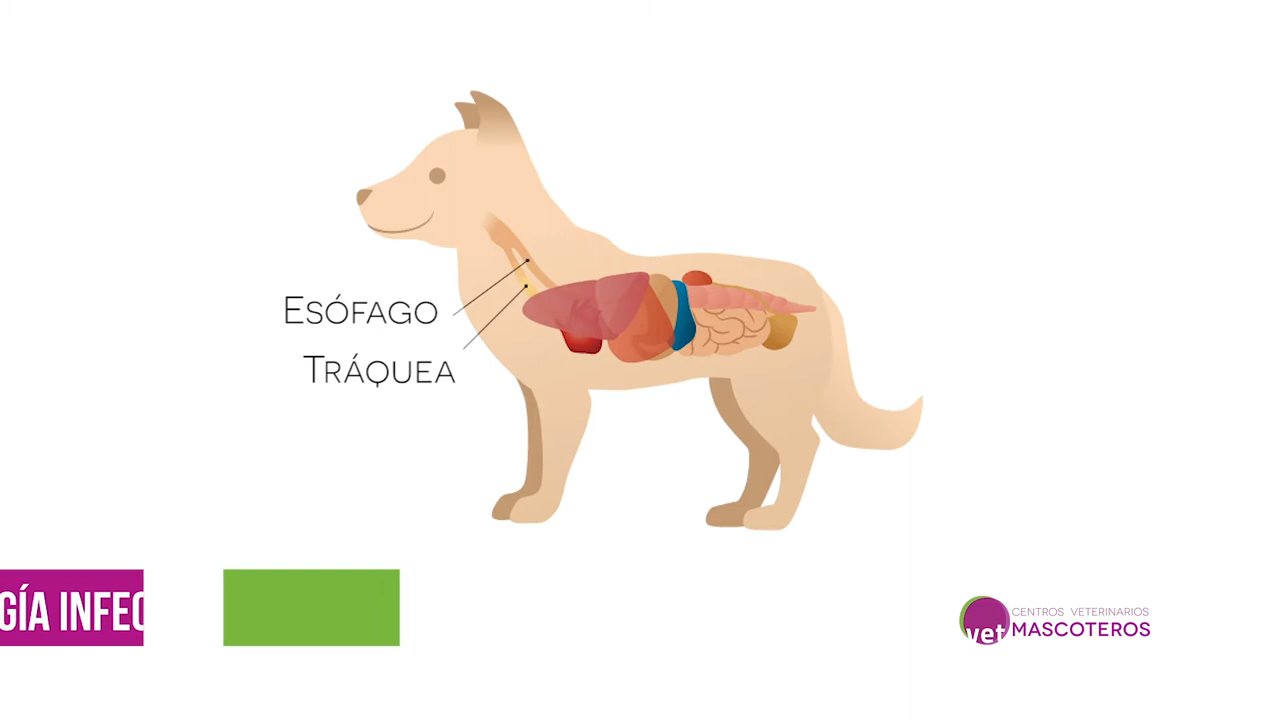 ESÓFAGO
TRÁQUEA
GÍA INFEC
CENTROS VETERINARIOS
vet MASCOTEROS